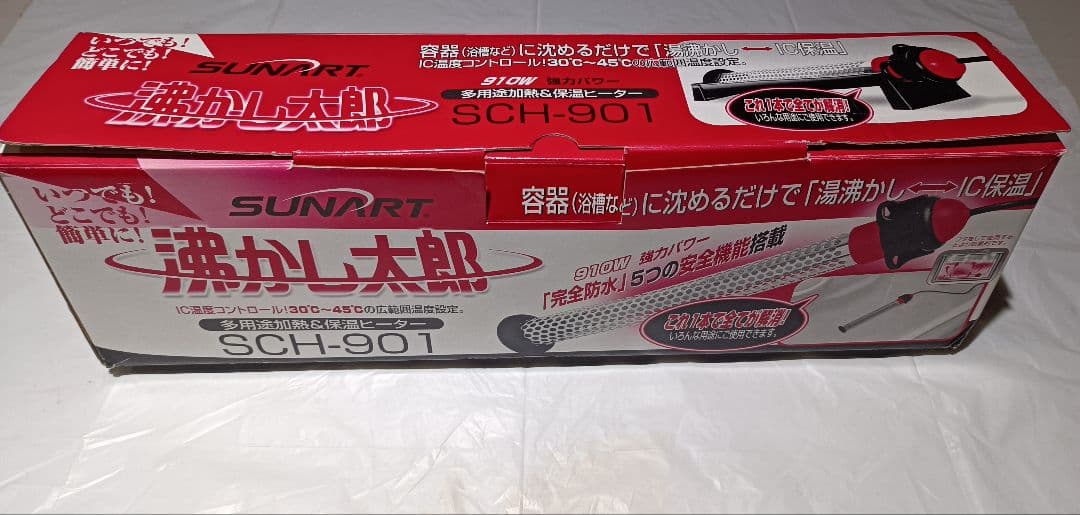 いつでも!
どこでも!
簡単に!
SUNART®
沸かし太郎
容器(浴槽など)に沈めるだけで「湯沸かし⟷IC保温」
IC温度コントロール!30℃~45℃の広範囲温度設定。
910W 強力パワー
多用途加熱&保温ヒーター
SCH-901
これ1本で全てが解消!
いろんな用途にご使用できます。
いつでも!
どこでも!
簡単に!
SUNART®
沸かし太郎
IC温度コントロール!30℃~45℃の広範囲温度設定。
多用途加熱&保温ヒーター
SCH-901
容器(浴槽など)に沈めるだけで「湯沸かし⟷IC保温」
910W 強力パワー
「完全防水」5つの安全機能搭載
これ1本で全てが解消!
いろんな用途にご使用できます。